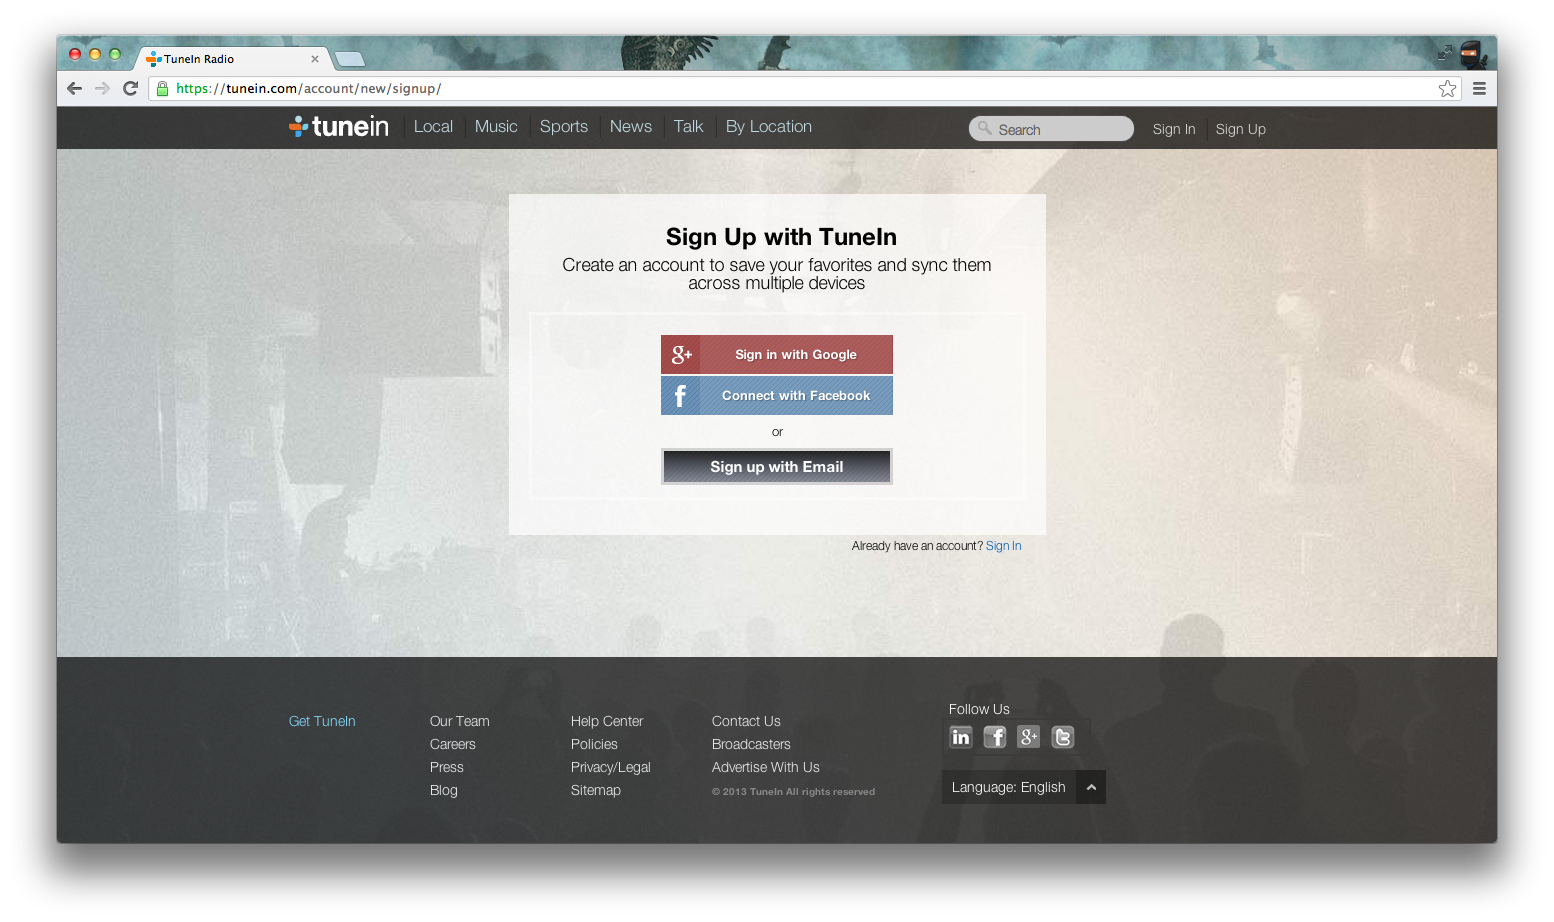 TuneIn Radio
https://tunein.com/account/new/signup/
tunein
Local
Music
Sports
News
Talk
By Location
Search
Sign In
Sign Up
Sign Up with TuneIn
Create an account to save your favorites and sync them
across multiple devices
g+ Sign in with Google
f Connect with Facebook
or
Sign up with Email
Already have an account? Sign In
Get TuneIn
Our Team
Careers
Press
Blog
Help Center
Policies
Privacy/Legal
Sitemap
Contact Us
Broadcasters
Advertise With Us
© 2013 TuneIn All rights reserved
Follow Us
in f g+ t
Language: English